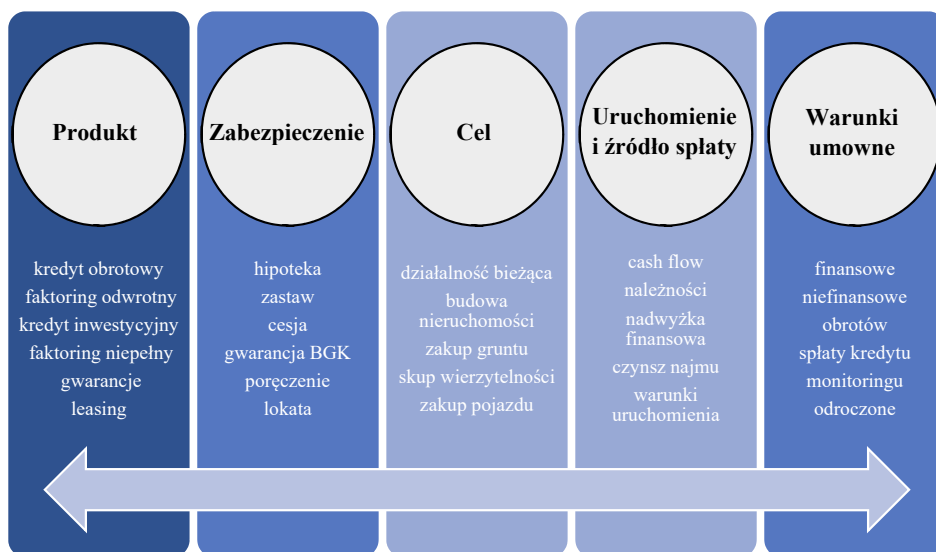 Produkt
kredyt obrotowy
faktoring odwrotny
kredyt inwestycyjny
faktoring niepełny
gwarancje
leasing
Zabezpieczenie
hipoteka
zastaw
cesja
gwarancja BGK
poręczenie
lokata
Cel
działalność bieżąca
budowa
nieruchomości
zakup gruntu
skup wierzytelności
zakup pojazdu
Uruchomienie
i źródło spłaty
cash flow
należności
nadwyżka
finansowa
czynsz najmu
warunki
uruchomienia
Warunki
umowne
finansowe
niefinansowe
obrotów
spłaty kredytu
monitoringu
odroczone